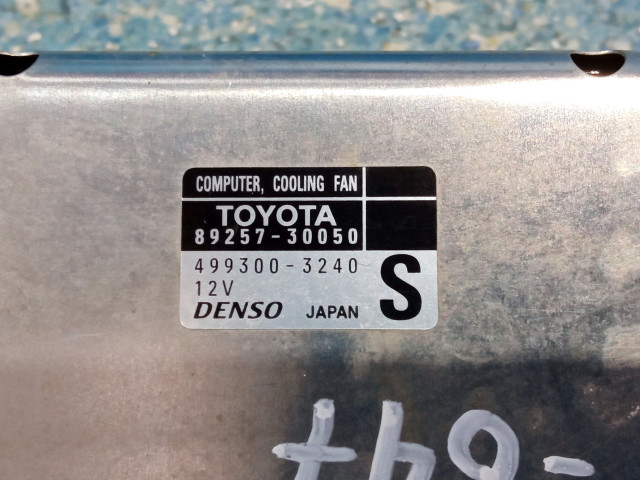 COMPUTER, COOLING FAN
TOYOTA
89257-30050
499300-3240
12V
S
DENSO JAPAN